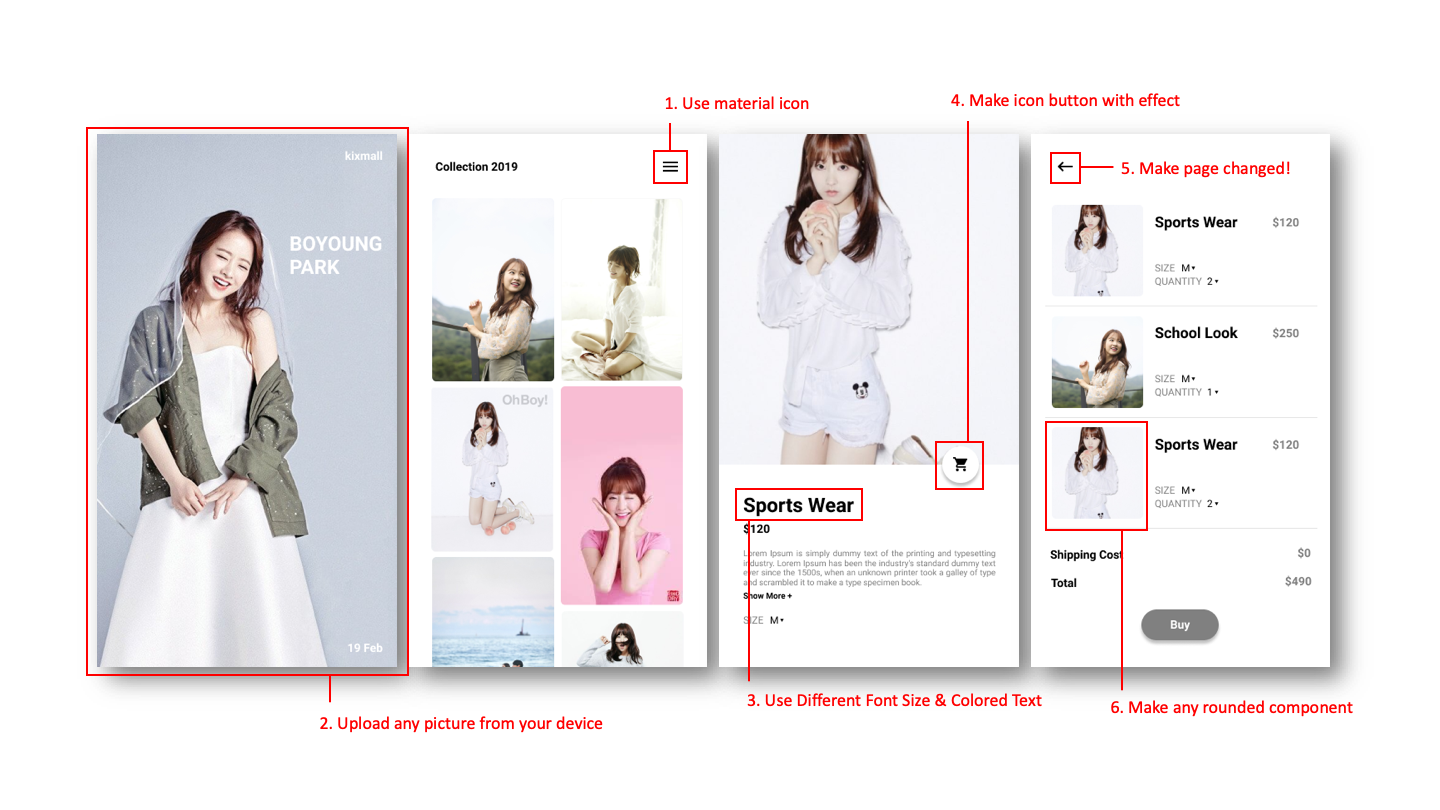 1. Use material icon
4. Make icon button with effect
kixmall
BOYOUNG
PARK
19 Feb
2. Upload any picture from your device
Collection 2019
OhBoy!
Sports Wear
$120
Lorem Ipsum is simply dummy text of the printing and typesetting
industry. Lorem Ipsum has been the industry's standard dummy text
ever since the 1500s, when an unknown printer took a galley of type
and scrambled it to make a type specimen book.
Show More +
SIZE M
3. Use Different Font Size & Colored Text
5. Make page changed!
Sports Wear $120
SIZE M
QUANTITY 2
School Look $250
SIZE M
QUANTITY 1
Sports Wear $120
SIZE M
QUANTITY 2
Shipping Cost $0
Total $490
Buy
6. Make any rounded component